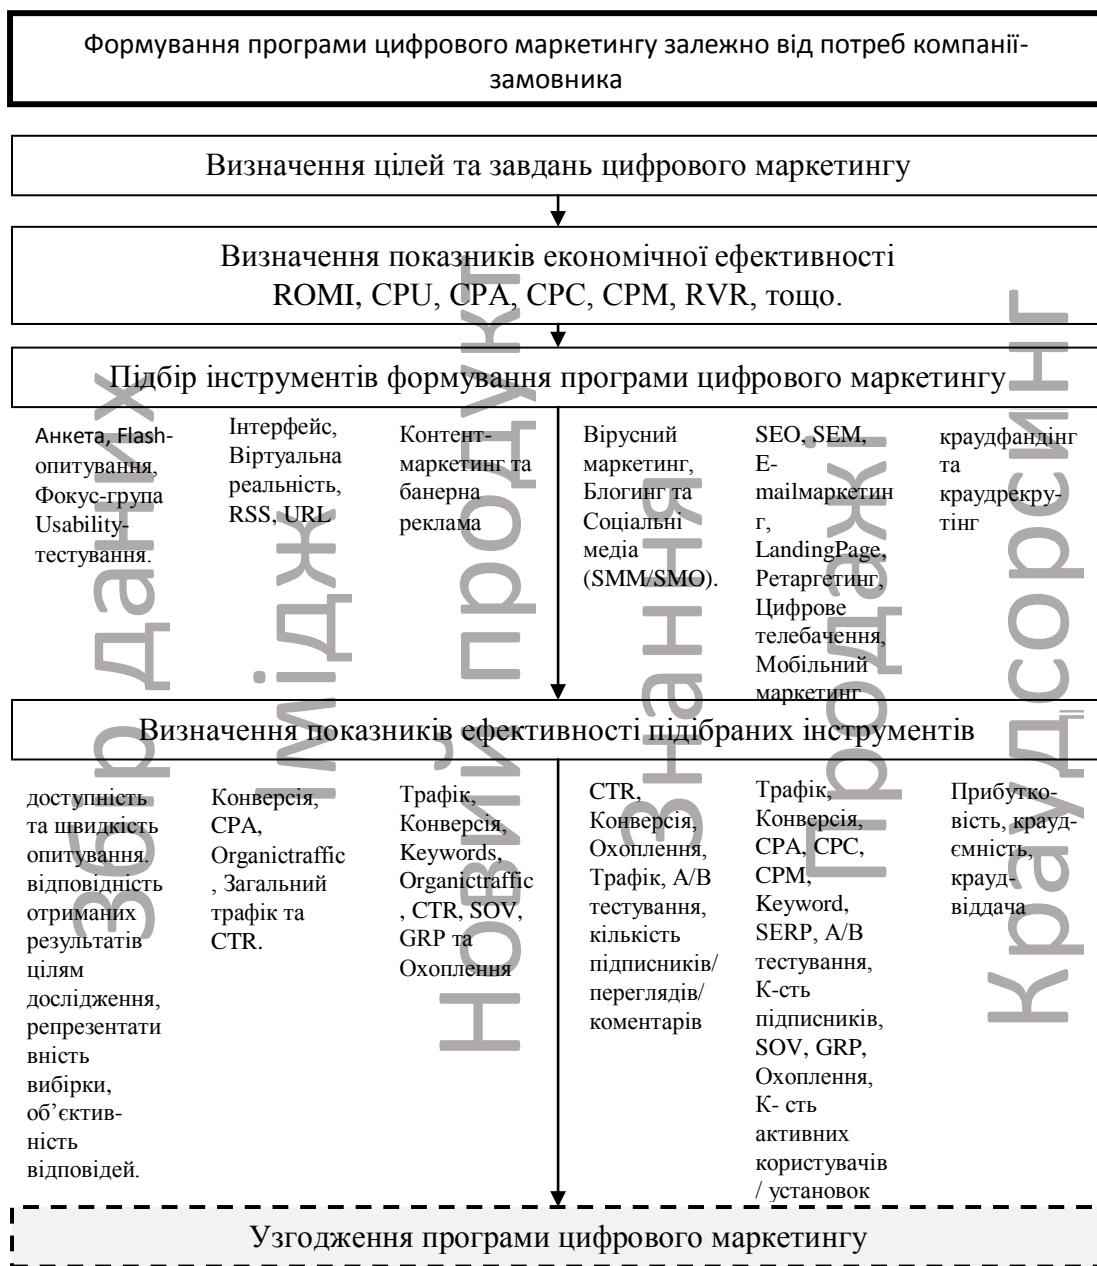 Формування програми цифрового маркетингу залежно від потреб компанії-
замовника
Визначення цілей та завдань цифрового маркетингу
Визначення показників економічної ефективності
ROMI, CPU, CPA, CPC, CPM, RVR, тощо.
Підбір інструментів формування програми цифрового маркетингу
Збір даних
Анкета, Flash-
опитування,
Фокус-група
Usability-
тестування.
Імідж
Інтерфейс,
Віртуальна
реальність,
RSS, URL
Новий продукт
Контент-
маркетинг та
банерна
реклама
Знання
Вірусний
маркетинг,
Блогинг та
Соціальні
медіа
(SMM/SMO).
Продажі
SEO, SEM,
E-
mailмаркетин
г,
LandingPage,
Ретаргетинг,
Цифрове
телебачення,
Мобільний
маркетинг
Краудсорсинг
краудфандінг
та
краудрекру-
тінг
Визначення показників ефективності підібраних інструментів
доступність
та швидкість
опитування.
відповідність
отриманих
результатів
цілям
дослідження,
репрезентати
вність
вибірки,
об’єктив-
ність
відповідей.
Конверсія,
CPA,
Organictraffic
, Загальний
трафік та
CTR.
Трафік,
Конверсія,
Keywords,
Organictraffic
, CTR, SOV,
GRP та
Охоплення
CTR,
Конверсія,
Охоплення,
Трафік, A/B
тестування,
кількість
підписників/
переглядів/
коментарів
Трафік,
Конверсія,
CPA, CPC,
CPM,
Keyword,
SERP, A/B
тестування,
К-сть
підписників,
SOV, GRP,
Охоплення,
К- сть
активних
користувачів
/ установок
Прибутко-
вість, крауд-
ємність,
крауд-
віддача
Узгодження програми цифрового маркетингу